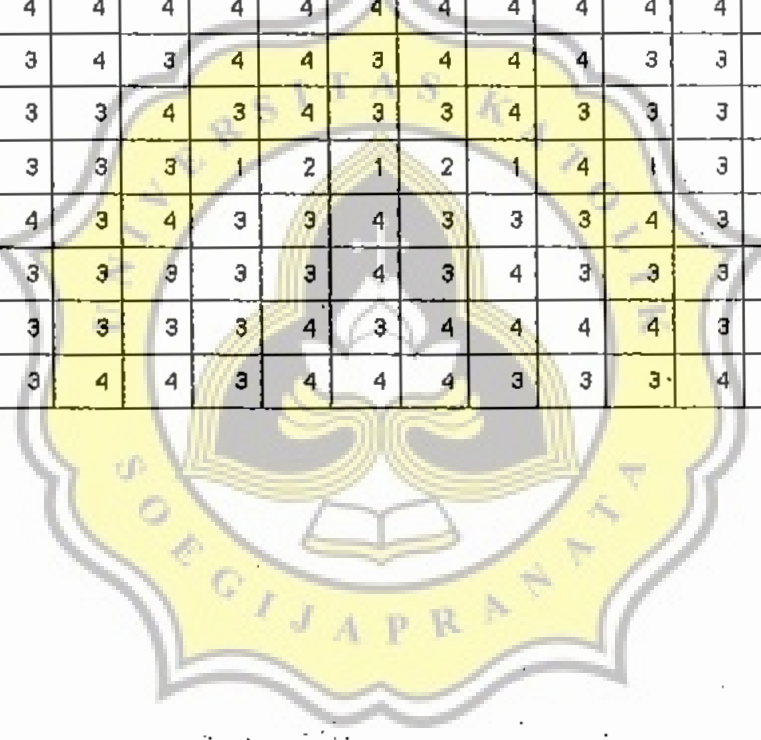 4 4 4 4 4 4 4 4 4 4 4
3 4 3 4 4 3 4 4 4 3 3
3 3 4 3 4 3 3 4 3 3 3
3 3 3 1 2 1 2 1 4 1 3
4 3 4 3 3 4 3 3 3 4 3
3 3 3 3 3 4 3 4 3 3 3
3 3 3 3 4 3 4 4 4 4 3
3 4 4 3 4 4 4 3 3 3 4
UNIVERSITAS KATOLIK
SOEGIJAPRANATA